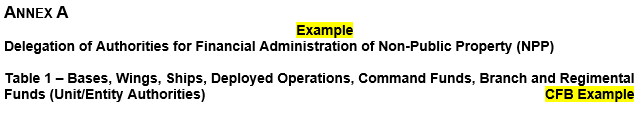 ANNEX A
Example
Delegation of Authorities for Financial Administration of Non-Public Property (NPP)
Table 1 – Bases, Wings, Ships, Deployed Operations, Command Funds, Branch and Regimental
Funds (Unit/Entity Authorities) CFB Example